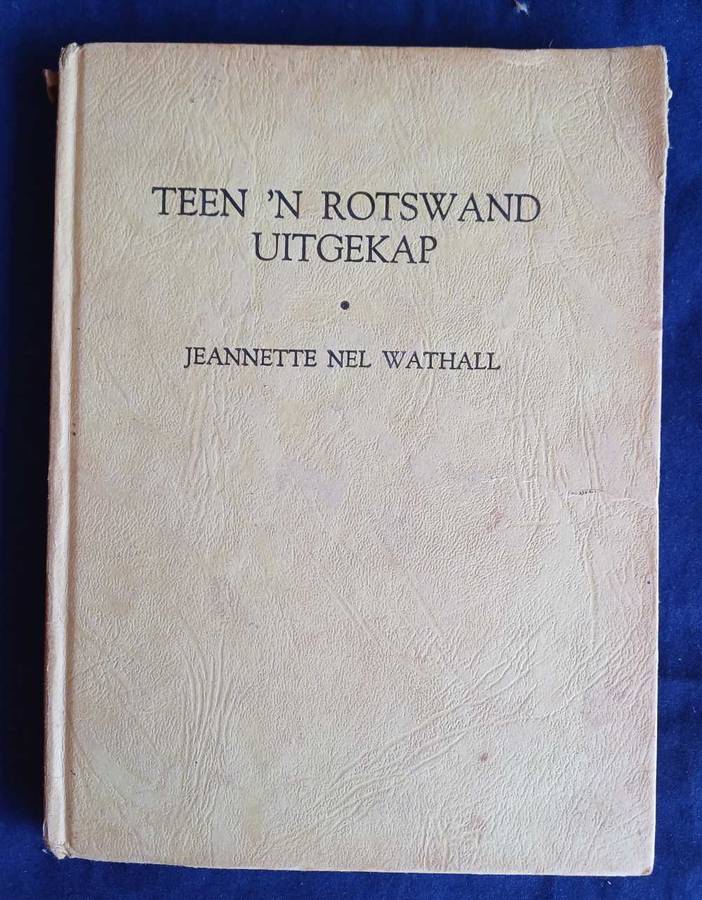 TEEN 'N ROTSWAND
UITGEKAP
JEANNETTE NEL WATHALL